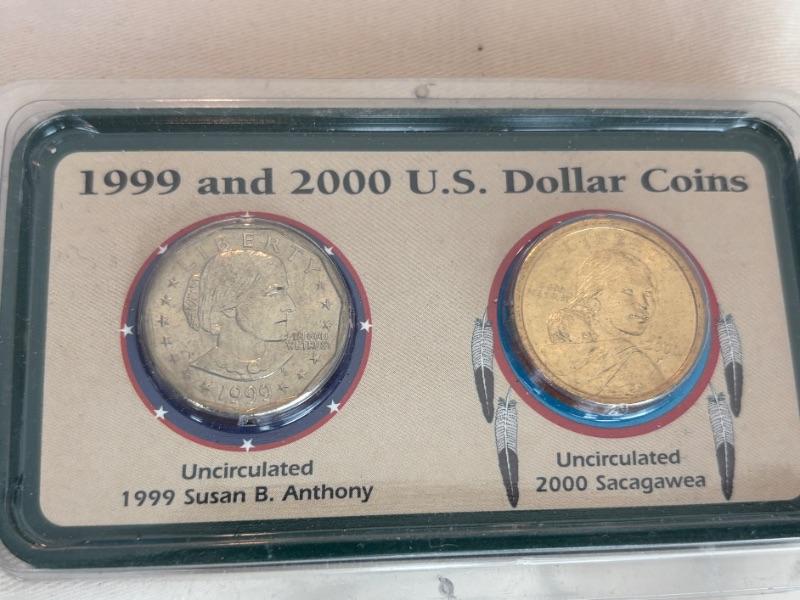 1999 and 2000 U.S. Dollar Coins
LIBERTY
1999
Uncirculated
1999 Susan B. Anthony
Uncirculated
2000 Sacagawea